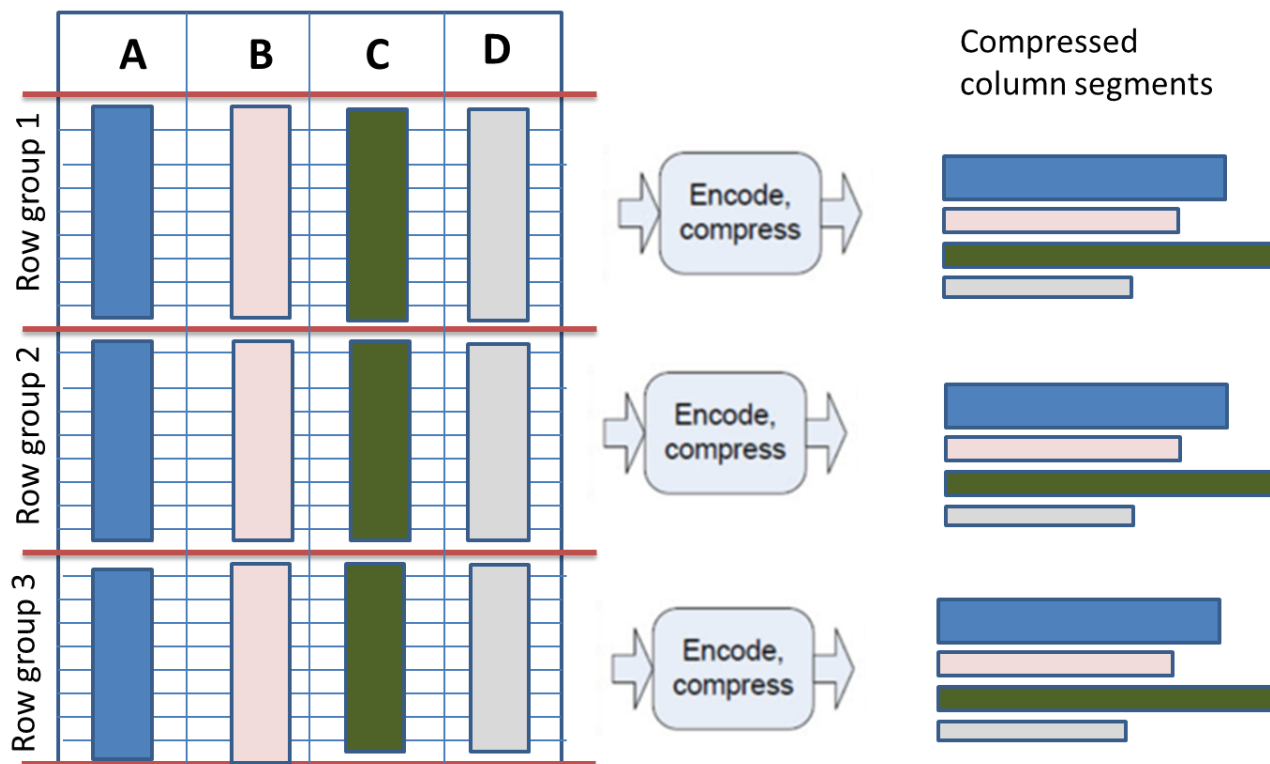 A B C D
Compressed
column segments
Row group 1
Encode,
compress
Row group 2
Encode,
compress
Row group 3
Encode,
compress